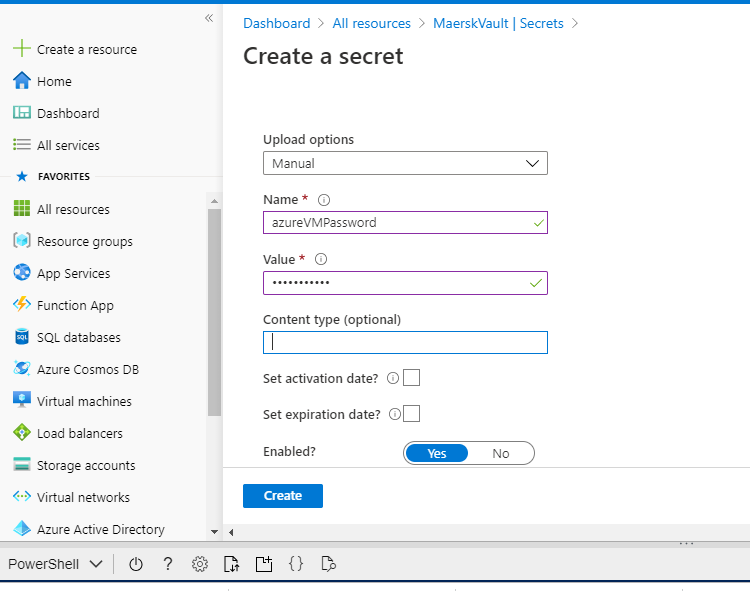 «
Create a resource
Home
Dashboard
All services
FAVORITES
All resources
Resource groups
App Services
Function App
SQL databases
Azure Cosmos DB
Virtual machines
Load balancers
Storage accounts
Virtual networks
Azure Active Directory
Dashboard > All resources > MaerskVault | Secrets >
Create a secret
Upload options
Manual
Name *
azureVMPassword
Value *
•••••••••••
Content type (optional)
Set activation date?
Set expiration date?
Enabled?
Yes No
Create
PowerShell ? {}